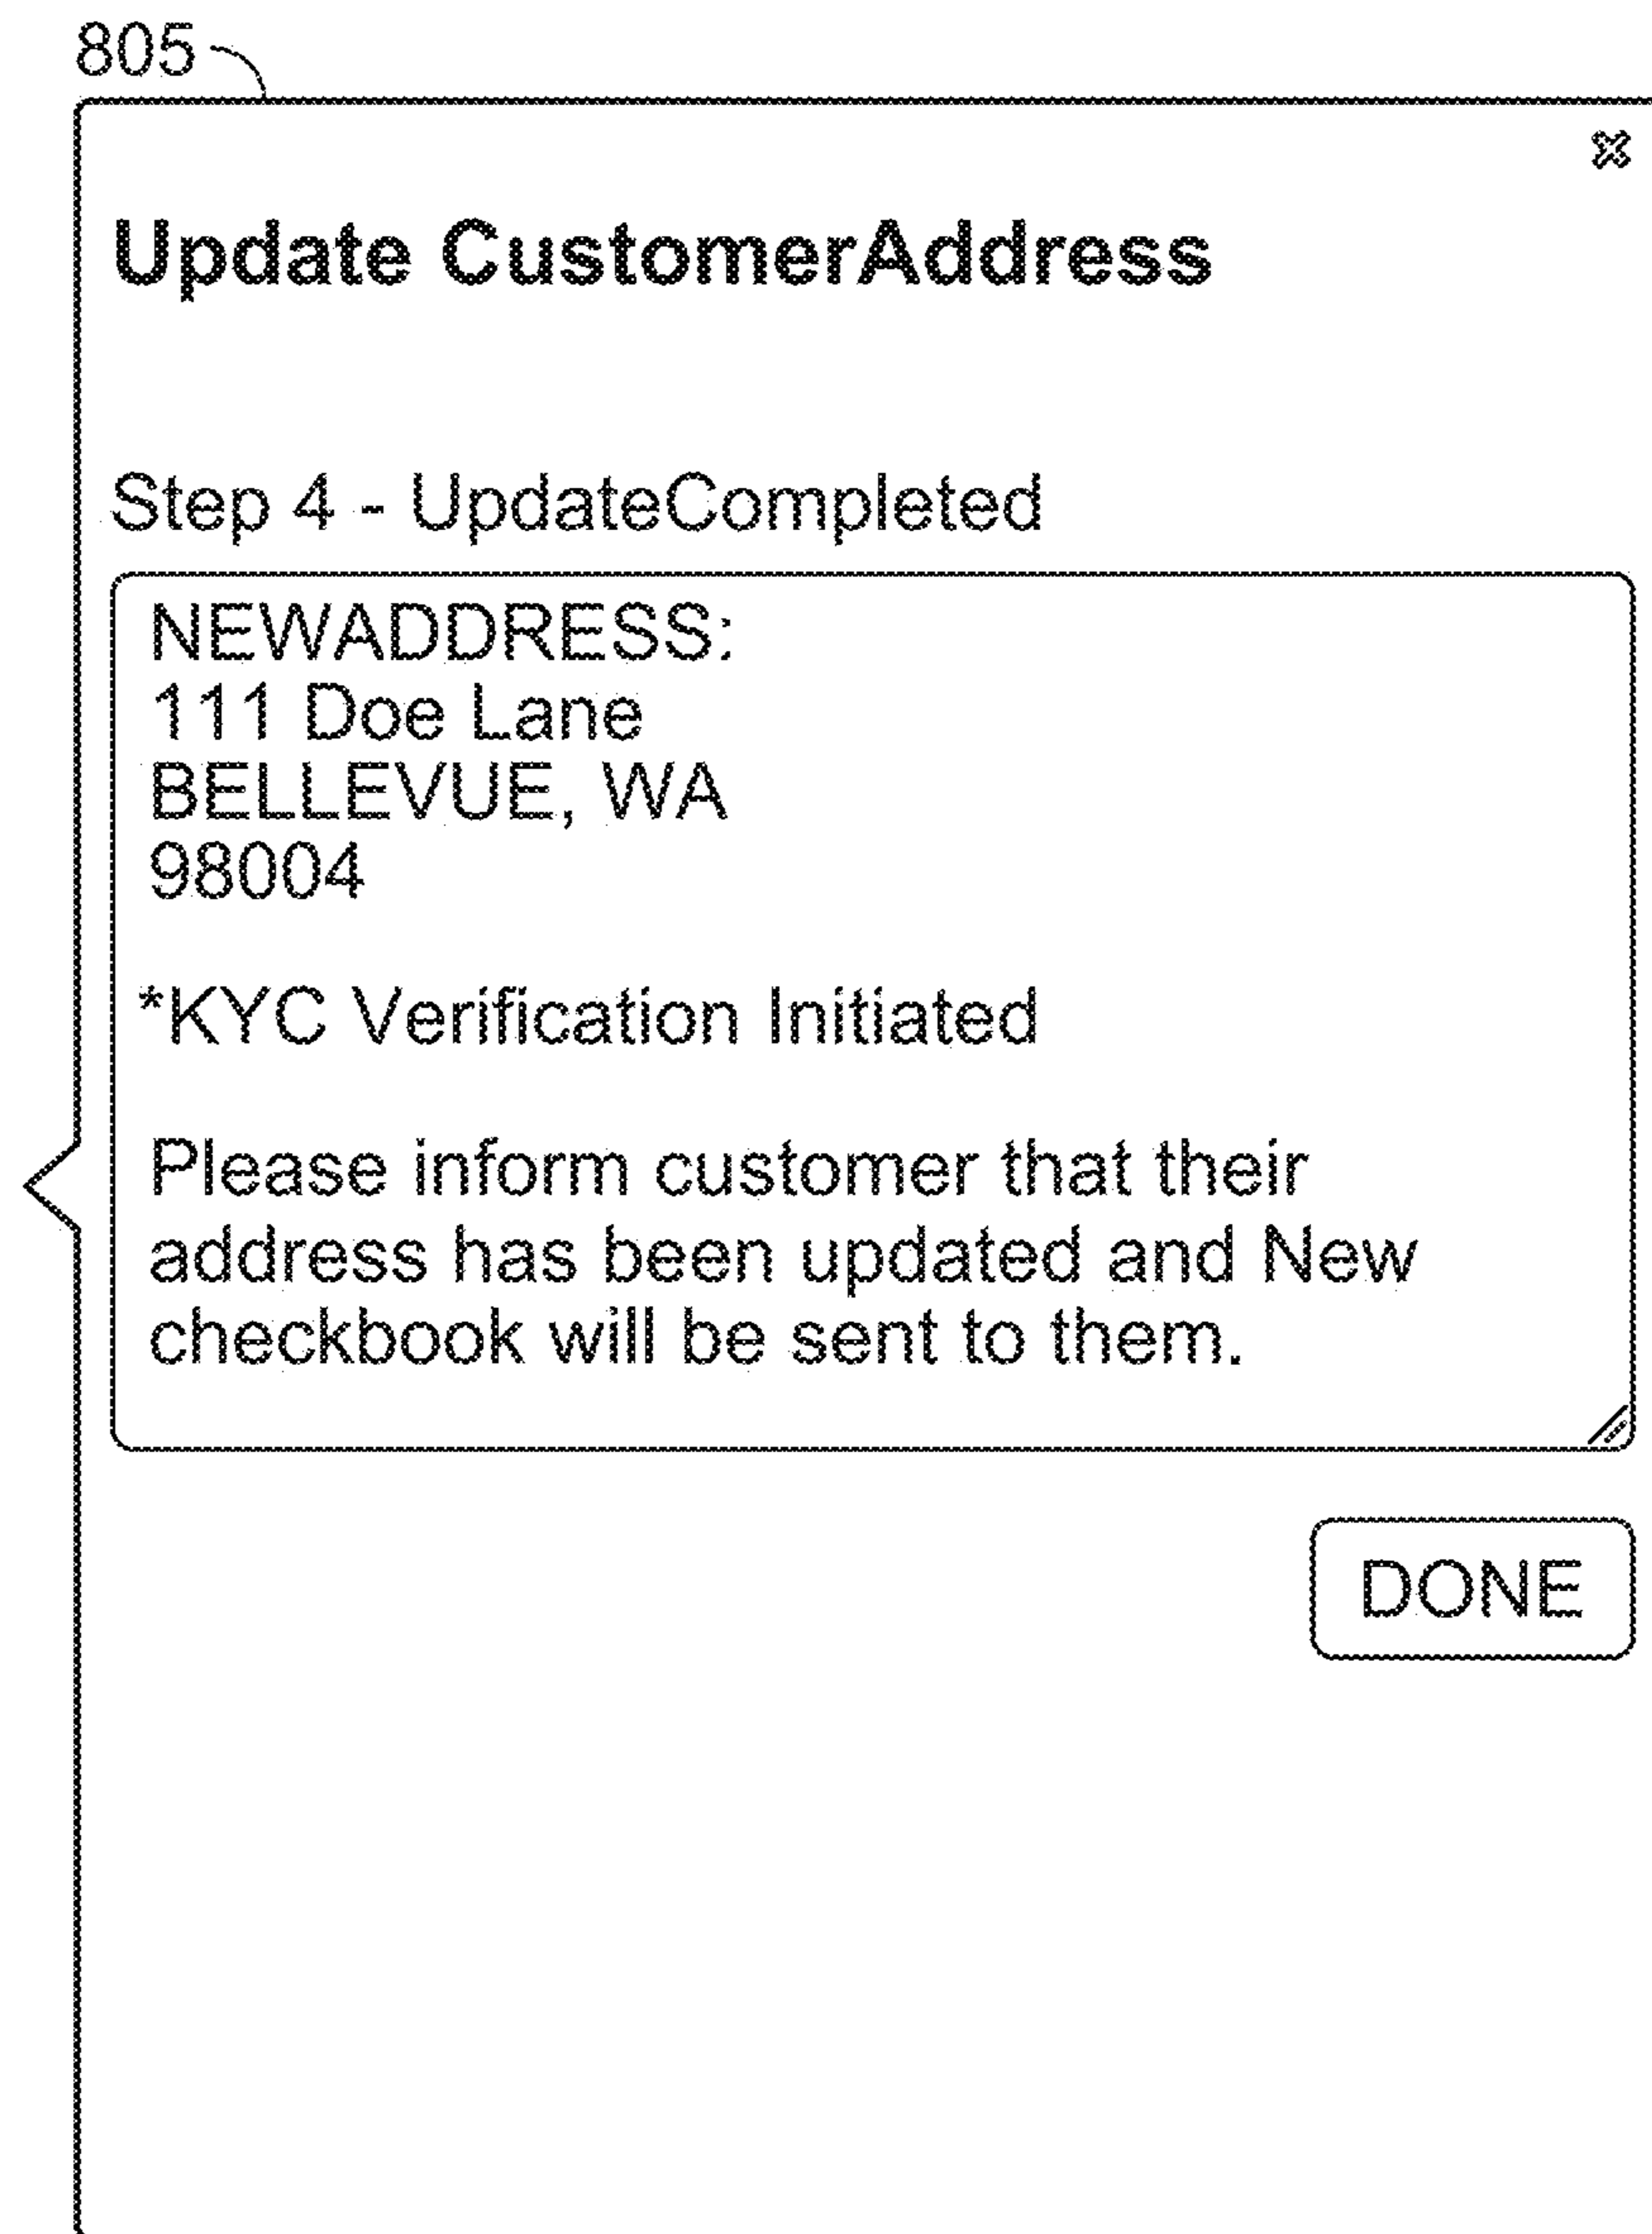 805
Update CustomerAddress
Step 4 - UpdateCompleted
NEWADDRESS:
111 Doe Lane
BELLEVUE, WA
98004
*KYC Verification Initiated
Please inform customer that their
address has been updated and New
checkbook will be sent to them.
DONE